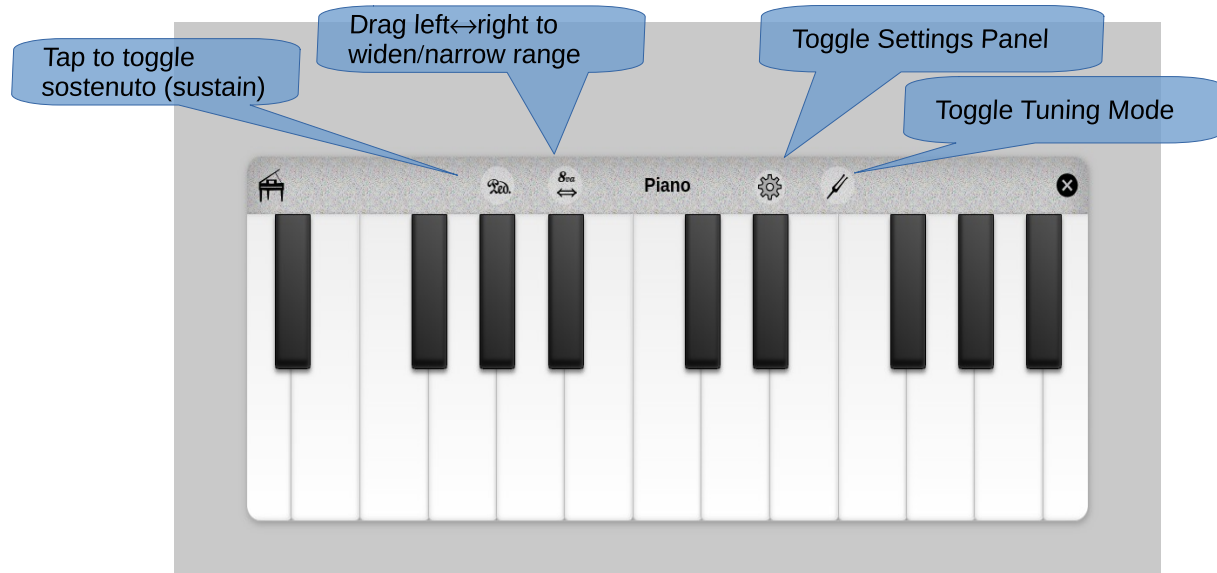 Drag left↔right to
widen/narrow range
Toggle Settings Panel
Tap to toggle
sostenuto (sustain)
Toggle Tuning Mode
Ped.
8va
Piano